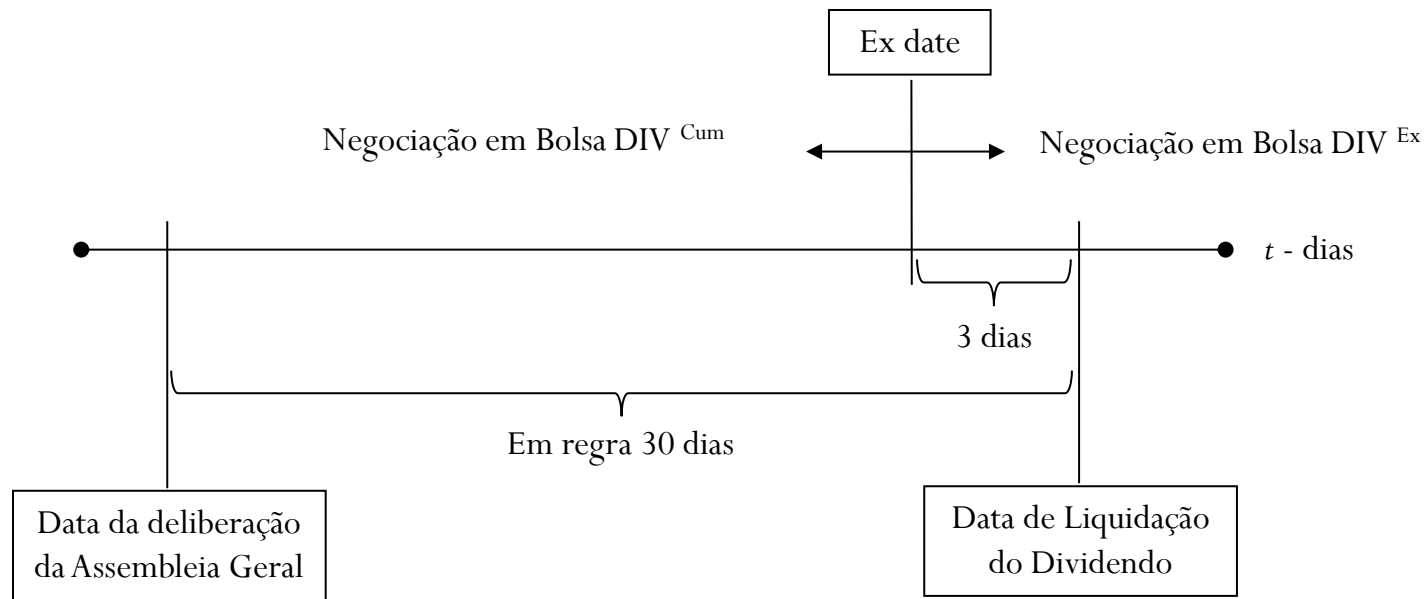 Ex date
Negociação em Bolsa DIV Cum
Negociação em Bolsa DIV Ex
t - dias
3 dias
Em regra 30 dias
Data da deliberação
da Assembleia Geral
Data de Liquidação
do Dividendo